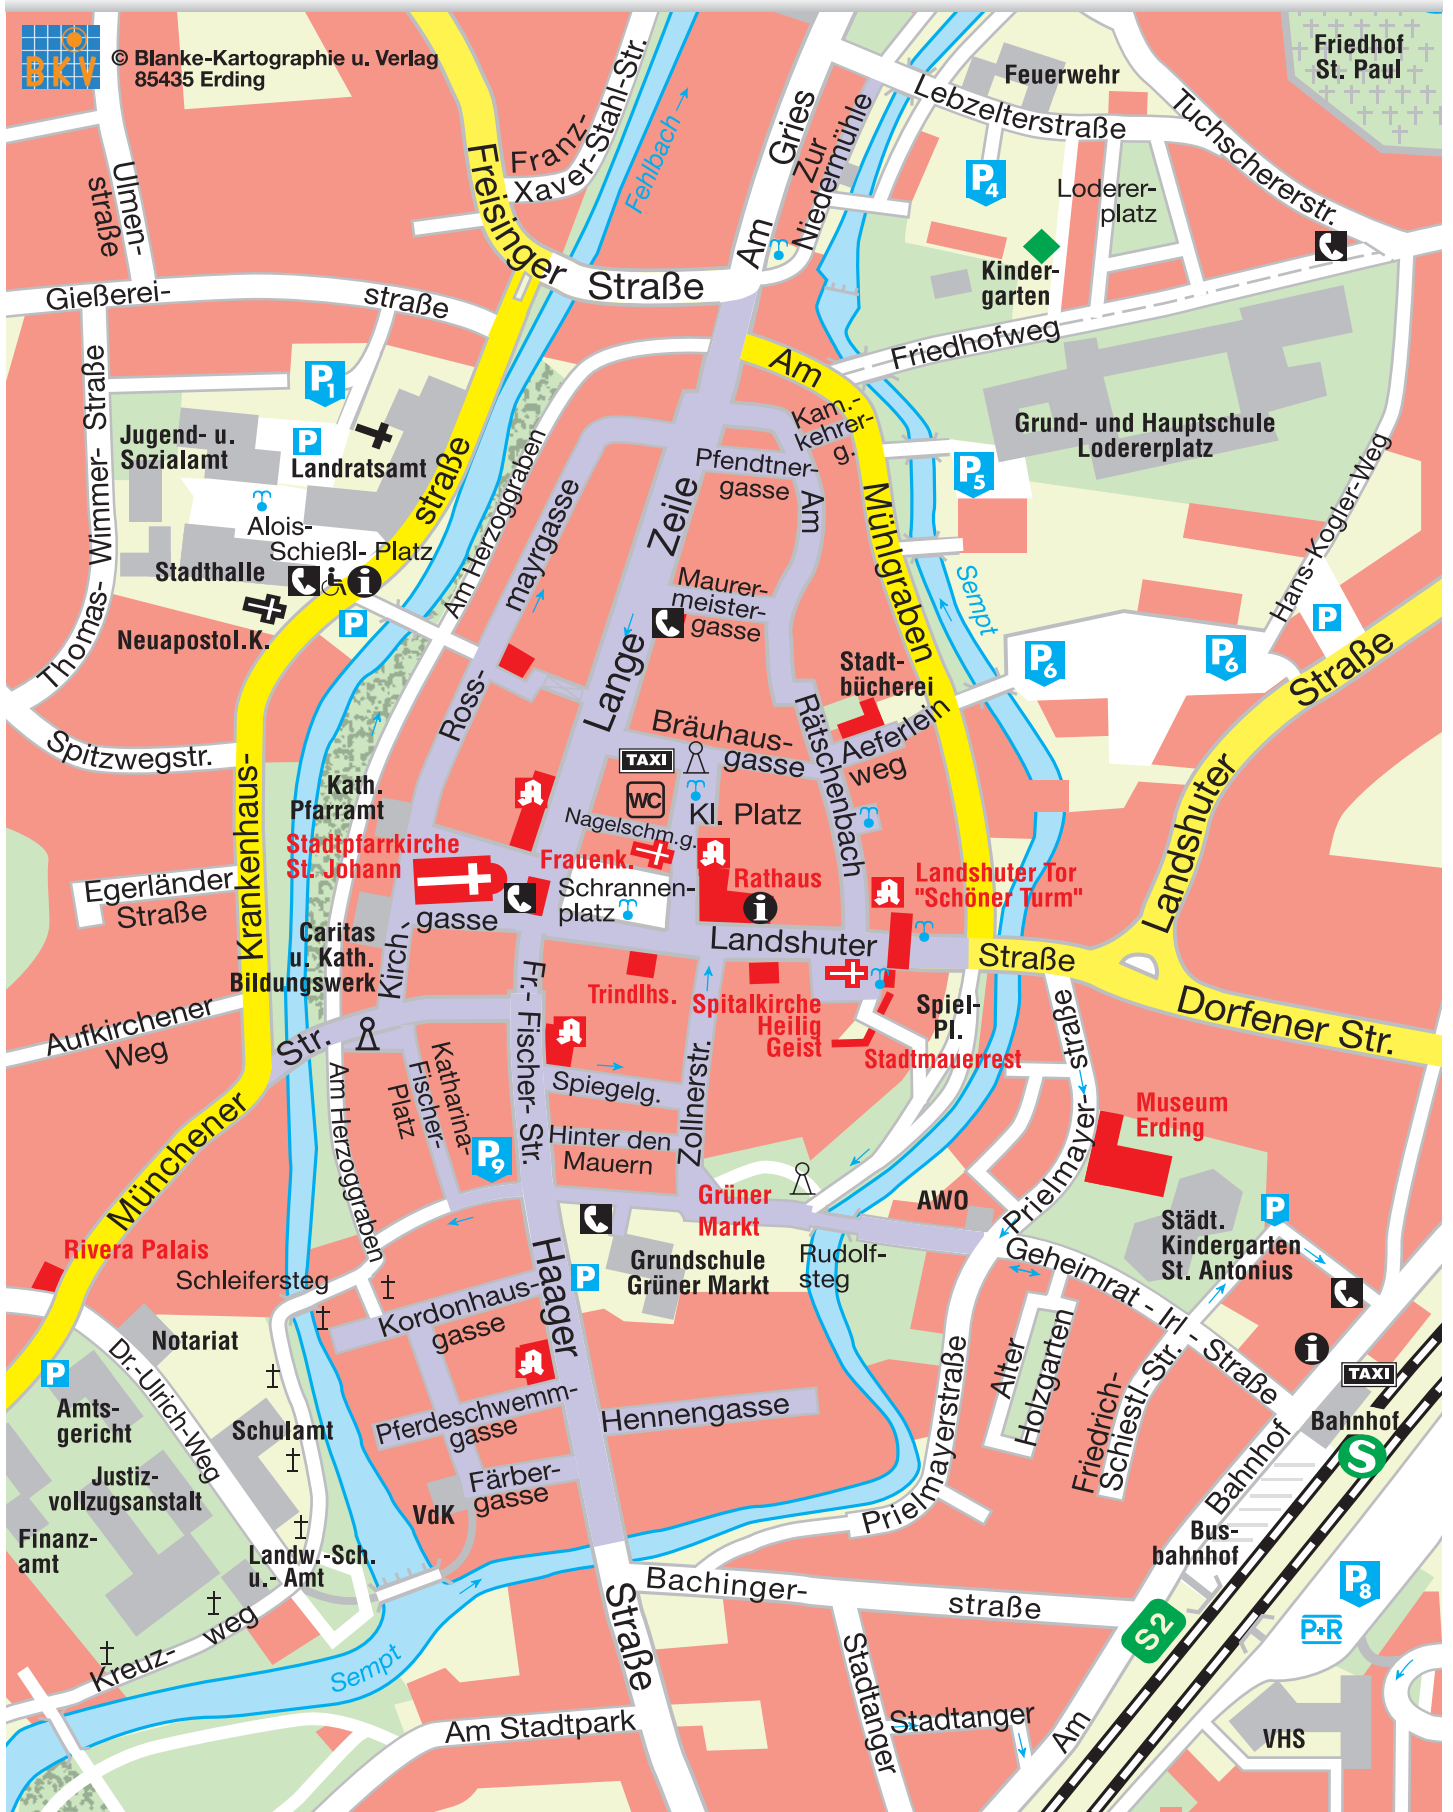 BKV
© Blanke-Kartographie u. Verlag
85435 Erding
Franz-
Xaver-Stahl-Str.
Fehlbach
Am Gries
Zur
Niedermühle
Feuerwehr
Lebzelterstraße
Tuchschererstr.
Friedhof
St. Paul
Ulmen-
straße
P4
Loderer-
platz
Kinder-
garten
Freisinger Straße
Gießerei-
straße
Friedhofweg
Am
Mühlgraben
Kam.-
kehrer-
g.
Thomas- Wimmer- Straße
P1
P
Jugend- u.
Sozialamt
Landratsamt
Grund- und Hauptschule
Lodererplatz
Hans-Kogler-Weg
Pfendtner-
gasse
Am
P5
Alois-
Schießl- Platz
straße
Am Herzoggraben
Ross-
mayrgasse
Lange Zeile
Stadthalle
i
Neuapostol.K.
P
Maurer-
meister-
gasse
Sempt
P6
P6
P
Landshuter Straße
Stadt-
bücherei
Rätschenbach
Aeferlein
weg
Bräuhaus-
gasse
TAXI
WC
Kl. Platz
Nagelschm.g.
Spitzwegstr.
Krankenhaus-
Kath.
Pfarramt
Stadtpfarrkirche
St. Johann
Frauenk.
Schrannen-
platz
Rathaus
i
Landshuter Tor
"Schöner Turm"
Egerländer
Straße
Kirch-
gasse
Caritas
u. Kath.
Bildungswerk
Landshuter
Straße
Dorfener Str.
Aufkirchener
Weg
Str.
Fr.- Fischer- Str.
Trindlhs.
Spitalkirche
Heilig
Geist
Spiel-
Pl.
Stadtmauerrest
Münchener
Am Herzoggraben
Katharina-
Fischer-
Platz
Spiegelg.
Zollnerstr.
Hinter den
Mauern
P9
Prielmayer-
straße
Museum
Erding
Grüner
Markt
AWO
Rivera Palais
Schleifersteg
Haager
Grundschule
Grüner Markt
P
Rudolf-
steg
Geheimrat - Irl - Straße
Städt.
Kindergarten
St. Antonius
P
Kordonhaus-
gasse
Notariat
Dr.-Ulrich-Weg
P
Amts-
gericht
Schulamt
Pferdeschwemm-
gasse
Hennengasse
Prielmayerstraße
Alter
Holzgarten
Friedrich-
Schiestl-Str.
i
TAXI
Bahnhof
S
Justiz-
vollzugsanstalt
Färber-
gasse
VdK
Finanz-
amt
Landw.-Sch.
u.- Amt
Bus-
bahnhof
P8
P+R
S2
Bachinger-
straße
Straße
Kreuz-
weg
Sempt
Am Stadtpark
Stadtanger
Stadtanger
Am
Bahnhof
VHS